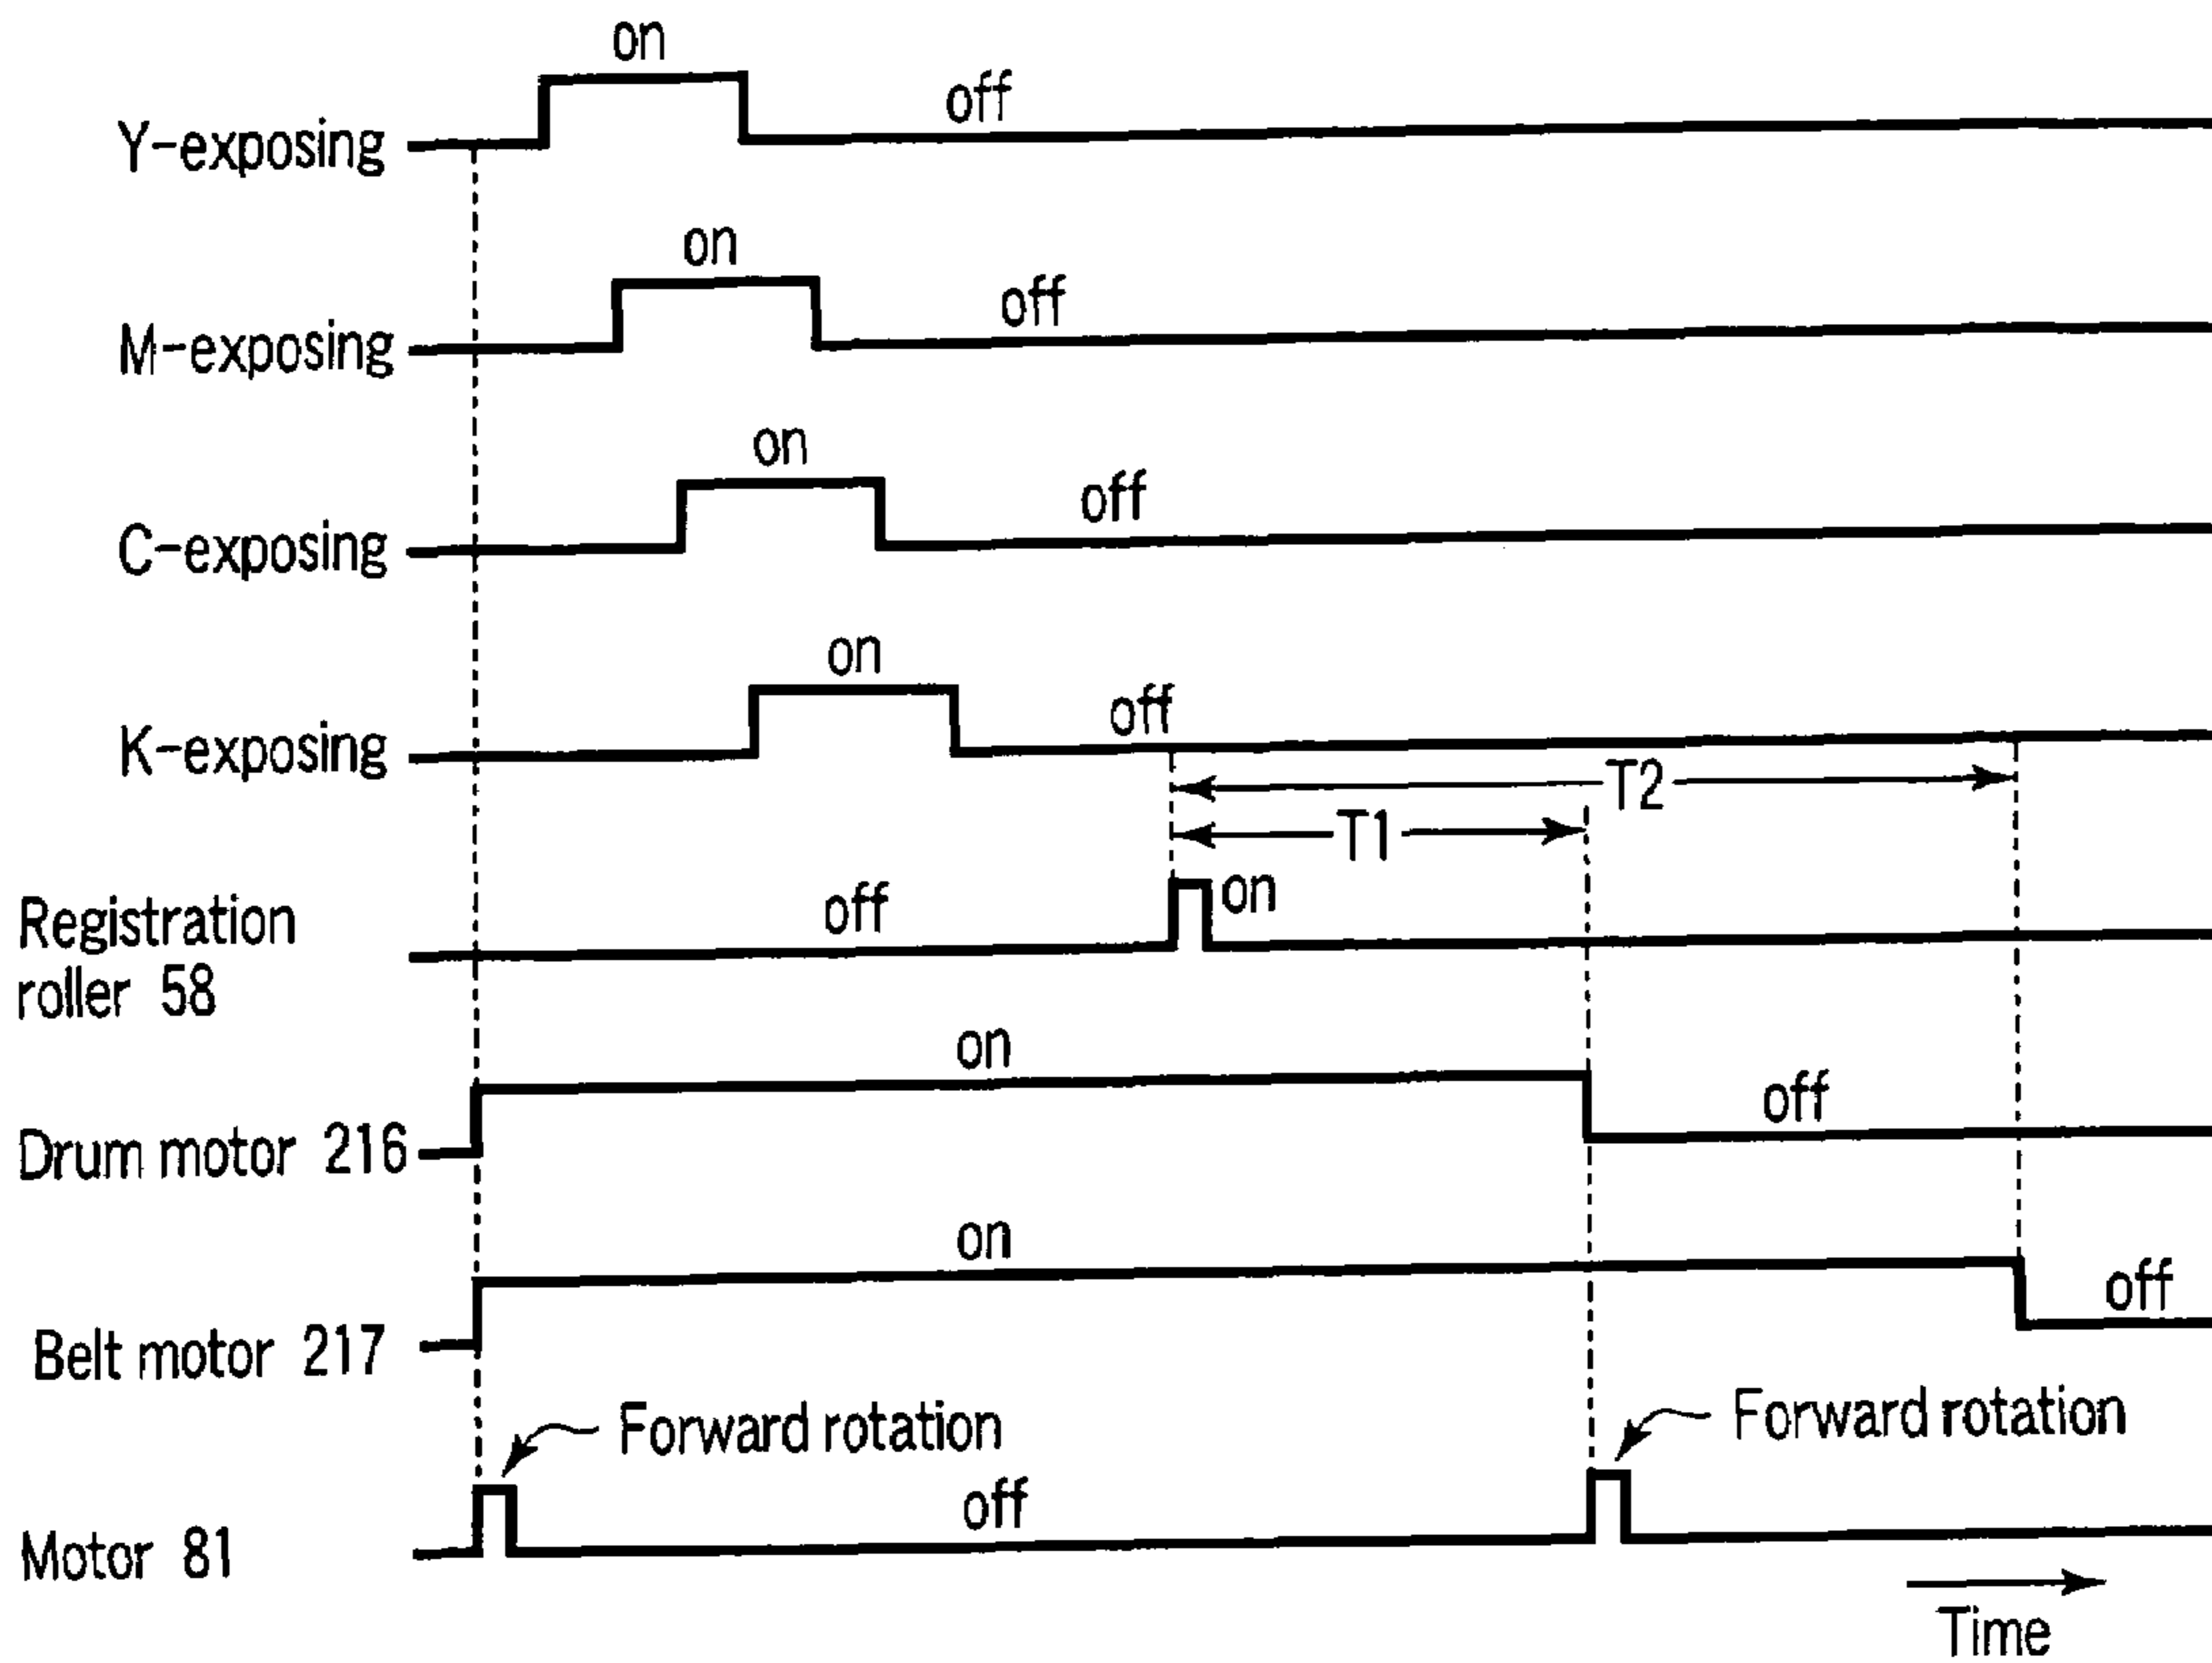 on
Y-exposing
off
on
M-exposing
off
on
C-exposing
off
on
K-exposing
off
T2
T1
Registration
roller 58
off
on
Drum motor 216
on
off
Belt motor 217
on
off
Forward rotation
Forward rotation
Motor 81
off
Time